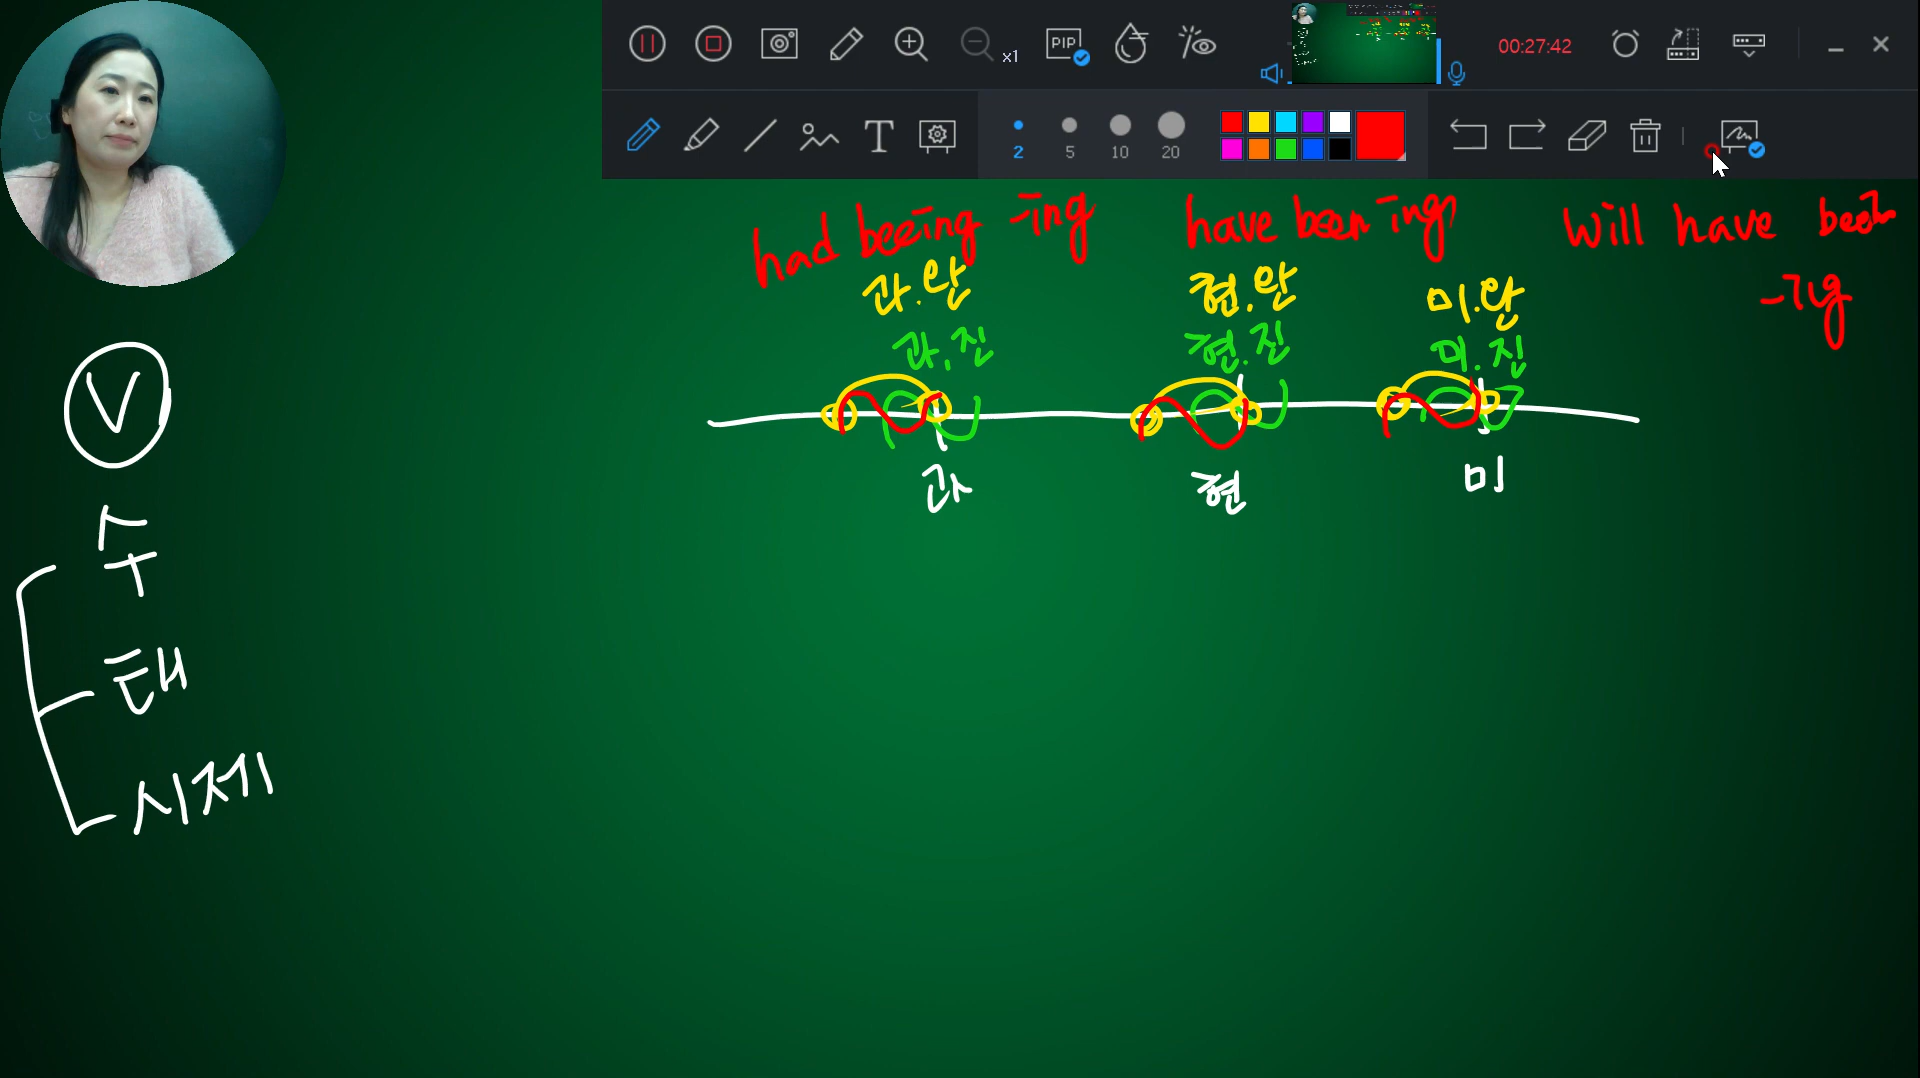 x1
PIP
00:27:42
T
2 5 10 20
had beeing -ing have been ing will have been
-ing
과.완 현.완 미.완
과.진 현.진 미.진
과 현 미
V
수
태
시제